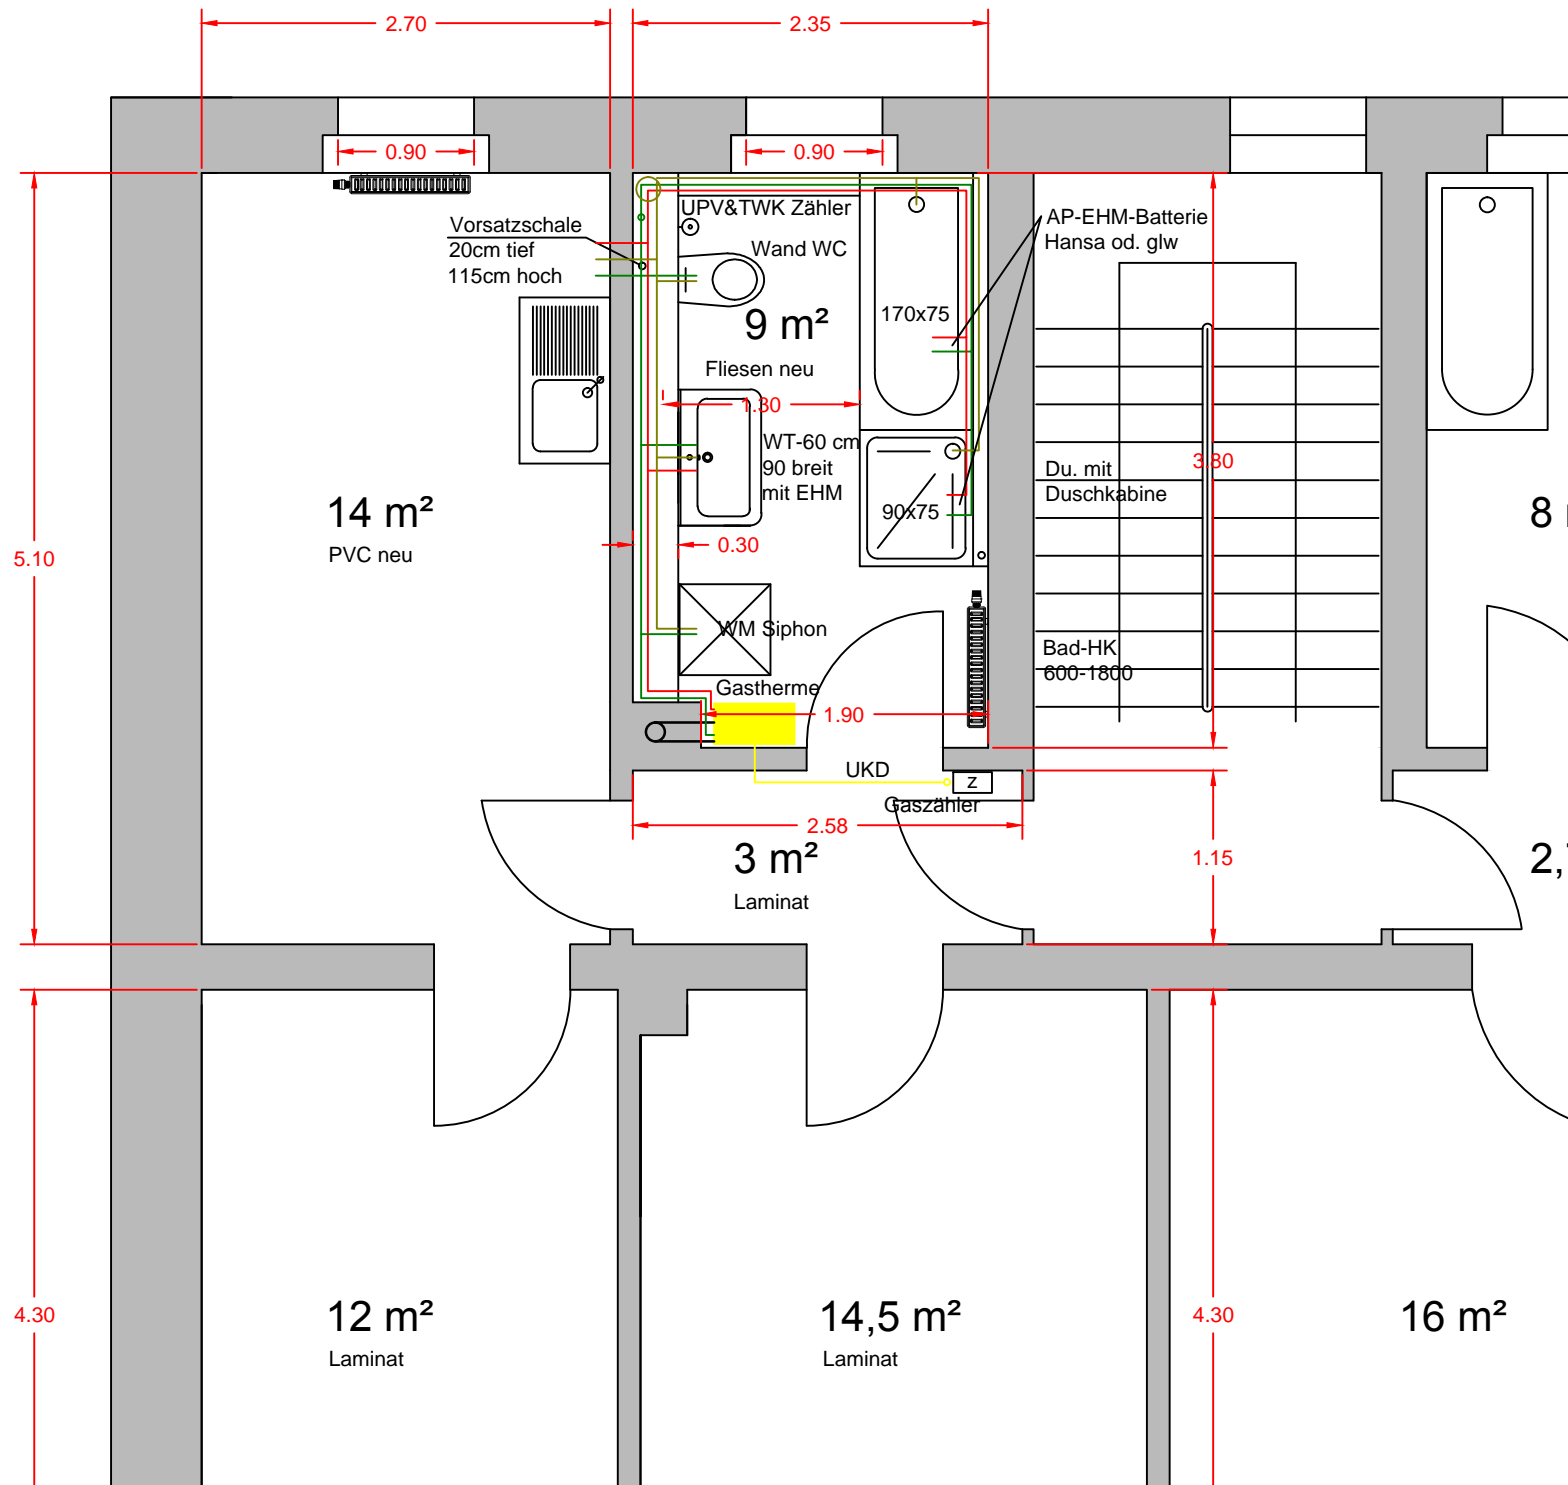 2.70
2.35
0.90
0.90
UPV&TWK Zähler
Vorsatzschale
20cm tief
115cm hoch
Wand WC
AP-EHM-Batterie
Hansa od. glw
9 m²
170x75
Fliesen neu
1.30
WT-60 cm
90 breit
mit EHM
3.80
Du. mit
Duschkabine
14 m²
PVC neu
90x75
8
5.10
0.30
WM Siphon
Bad-HK
600-1800
Gastherme
1.90
UKD
z
Gaszähler
2.58
3 m²
Laminat
1.15
2,
4.30
12 m²
Laminat
14,5 m²
Laminat
4.30
16 m²